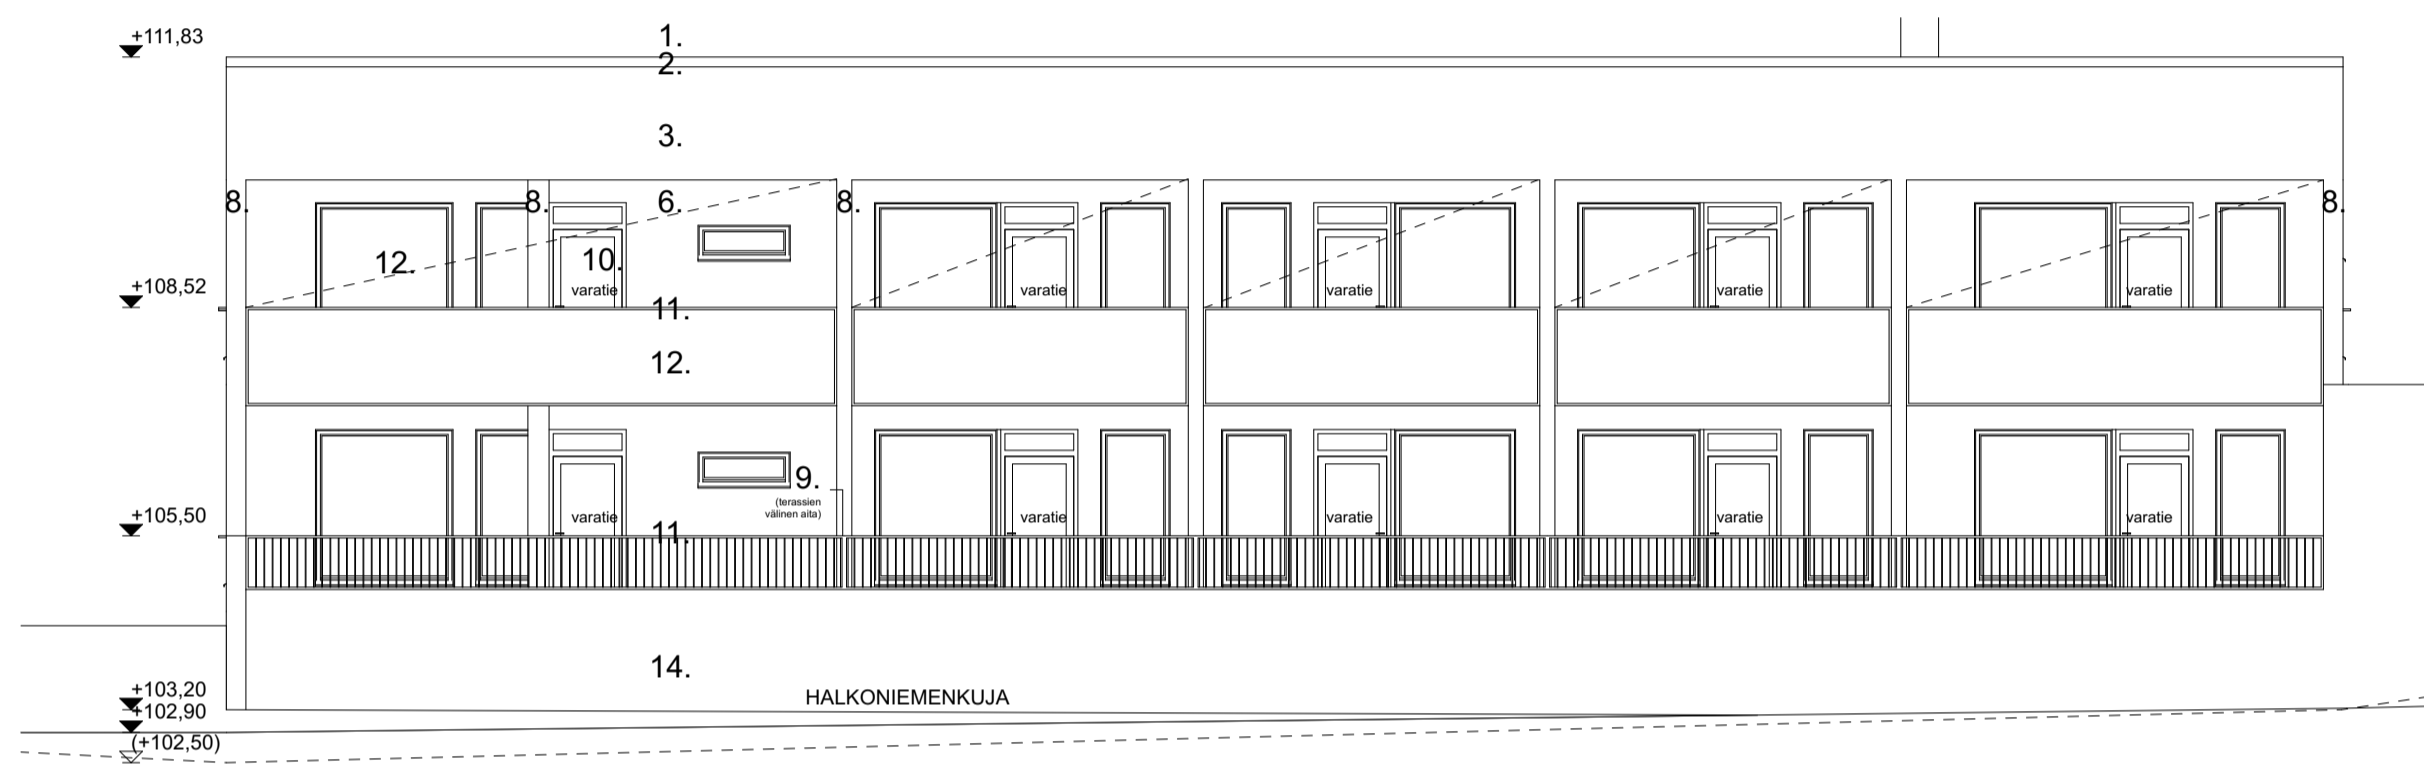 +111,83
1.
2.
3.
8.
8.
6.
8.
8.
12.
10.
+108,52
varatie
varatie
varatie
varatie
varatie
11.
12.
9.
(terassien
välinen aita)
+105,50
varatie
varatie
varatie
varatie
varatie
11.
14.
+103,20
HALKONIEMENKUJA
+102,90
(+102,50)